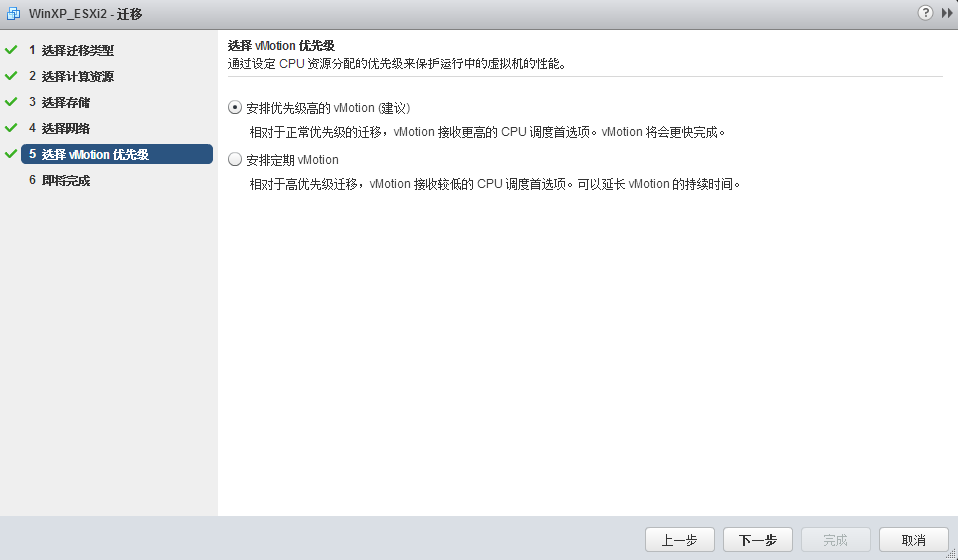 WinXP_ESXi2 - 迁移
?
1 选择迁移类型
2 选择计算资源
3 选择存储
4 选择网络
5 选择 vMotion 优先级
6 即将完成
选择 vMotion 优先级
通过设定 CPU 资源分配的优先级来保护运行中的虚拟机的性能。
安排优先级高的 vMotion (建议)
相对于正常优先级的迁移，vMotion 接收更高的 CPU 调度首选项。vMotion 将会更快完成。
安排定期 vMotion
相对于高优先级迁移，vMotion 接收较低的 CPU 调度首选项。可以延长 vMotion 的持续时间。
上一步 下一步 完成 取消